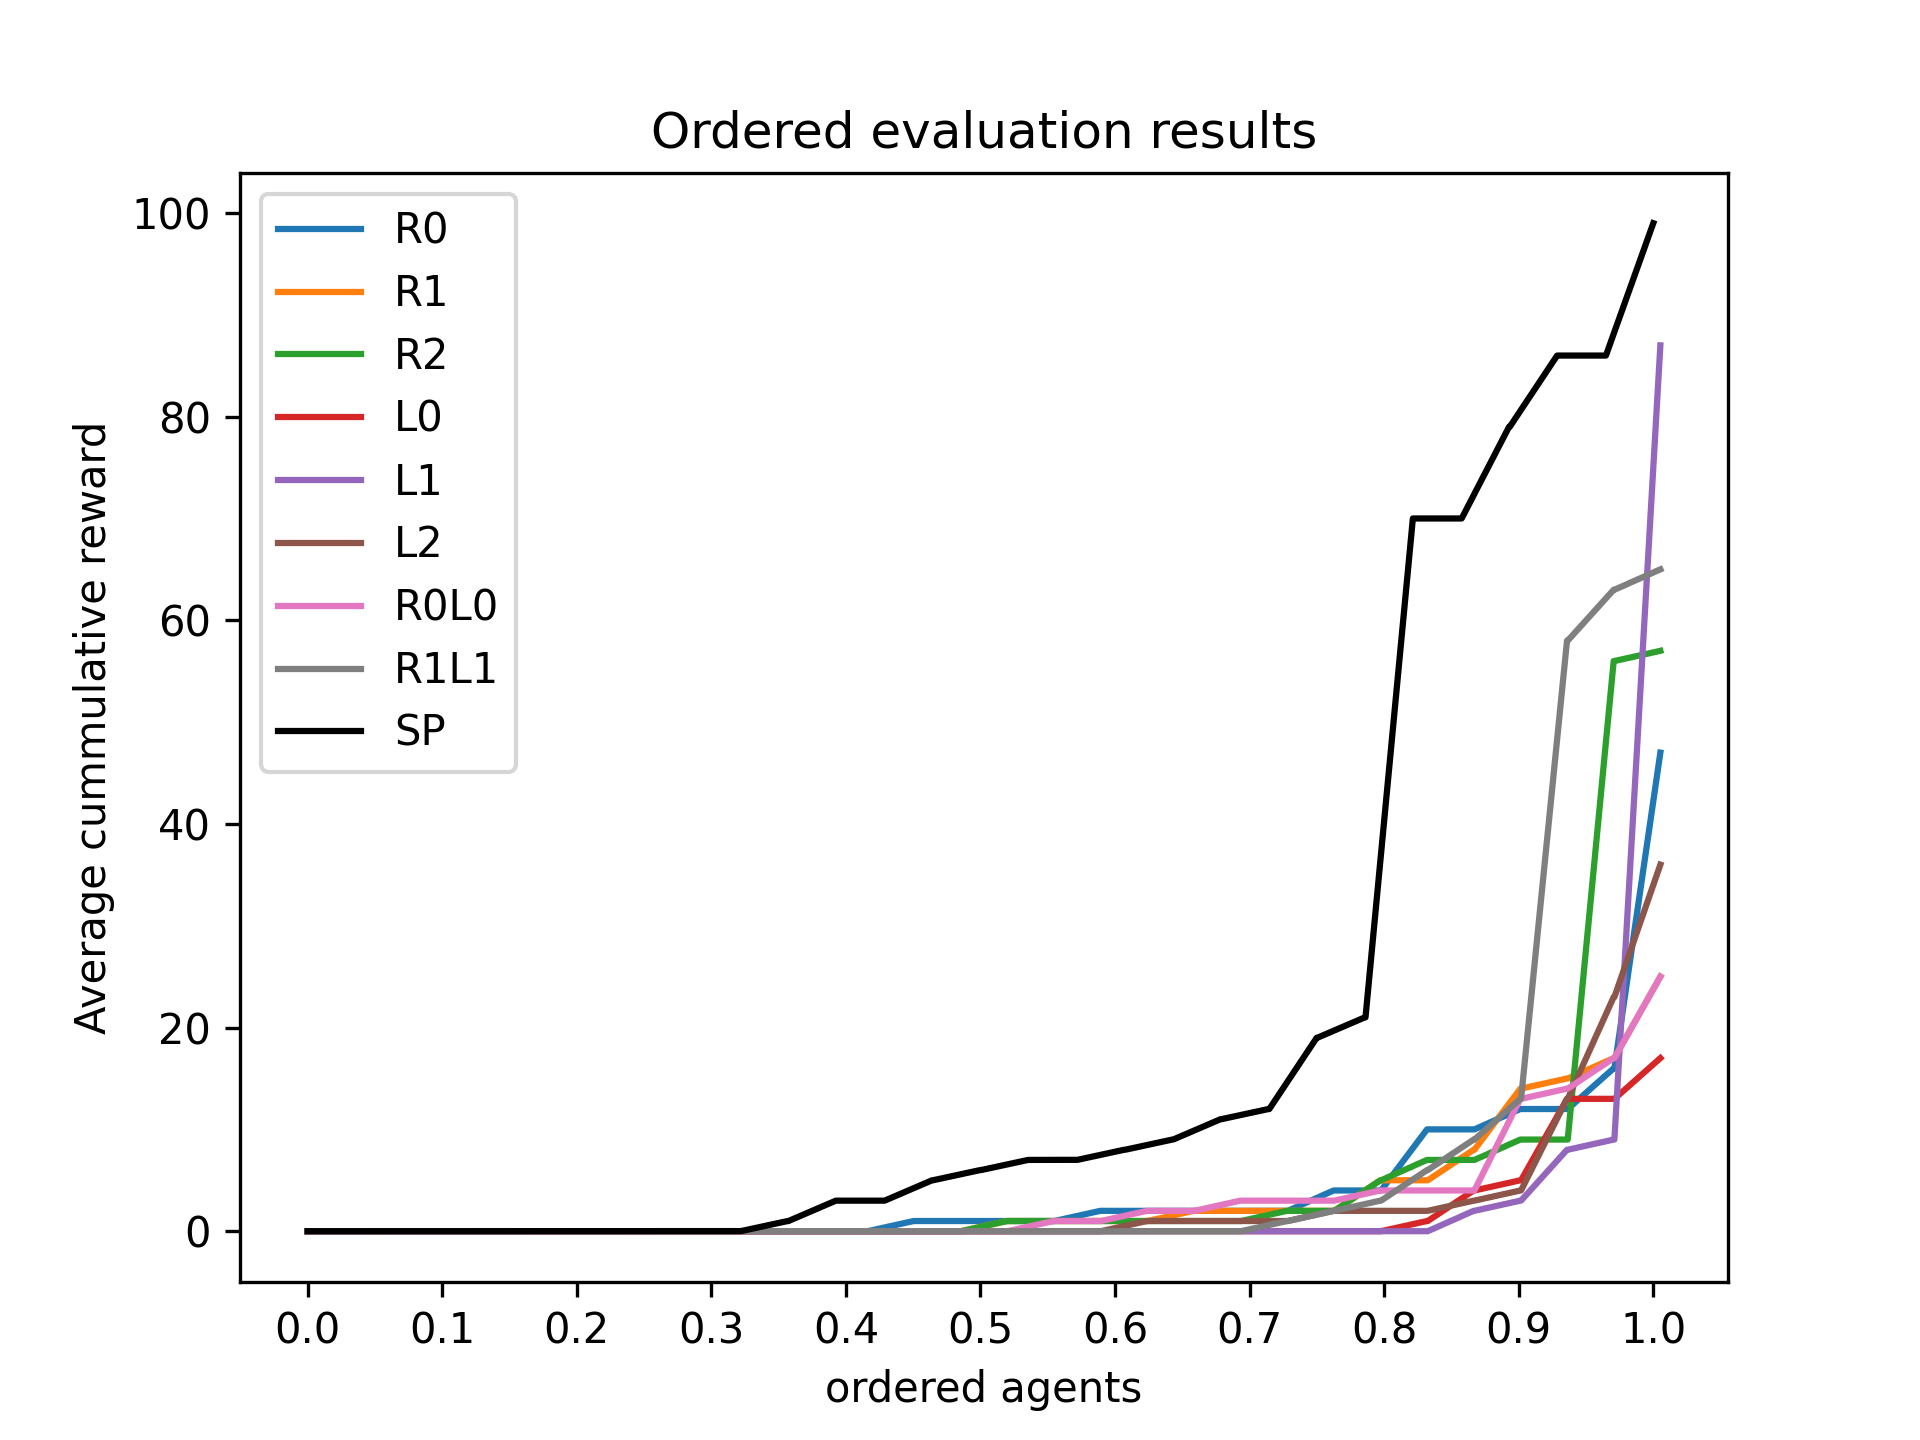 Ordered evaluation results
Average cummulative reward
100
80
60
40
20
0
R0
R1
R2
L0
L1
L2
R0L0
R1L1
SP
0.0 0.1 0.2 0.3 0.4 0.5 0.6 0.7 0.8 0.9 1.0
ordered agents